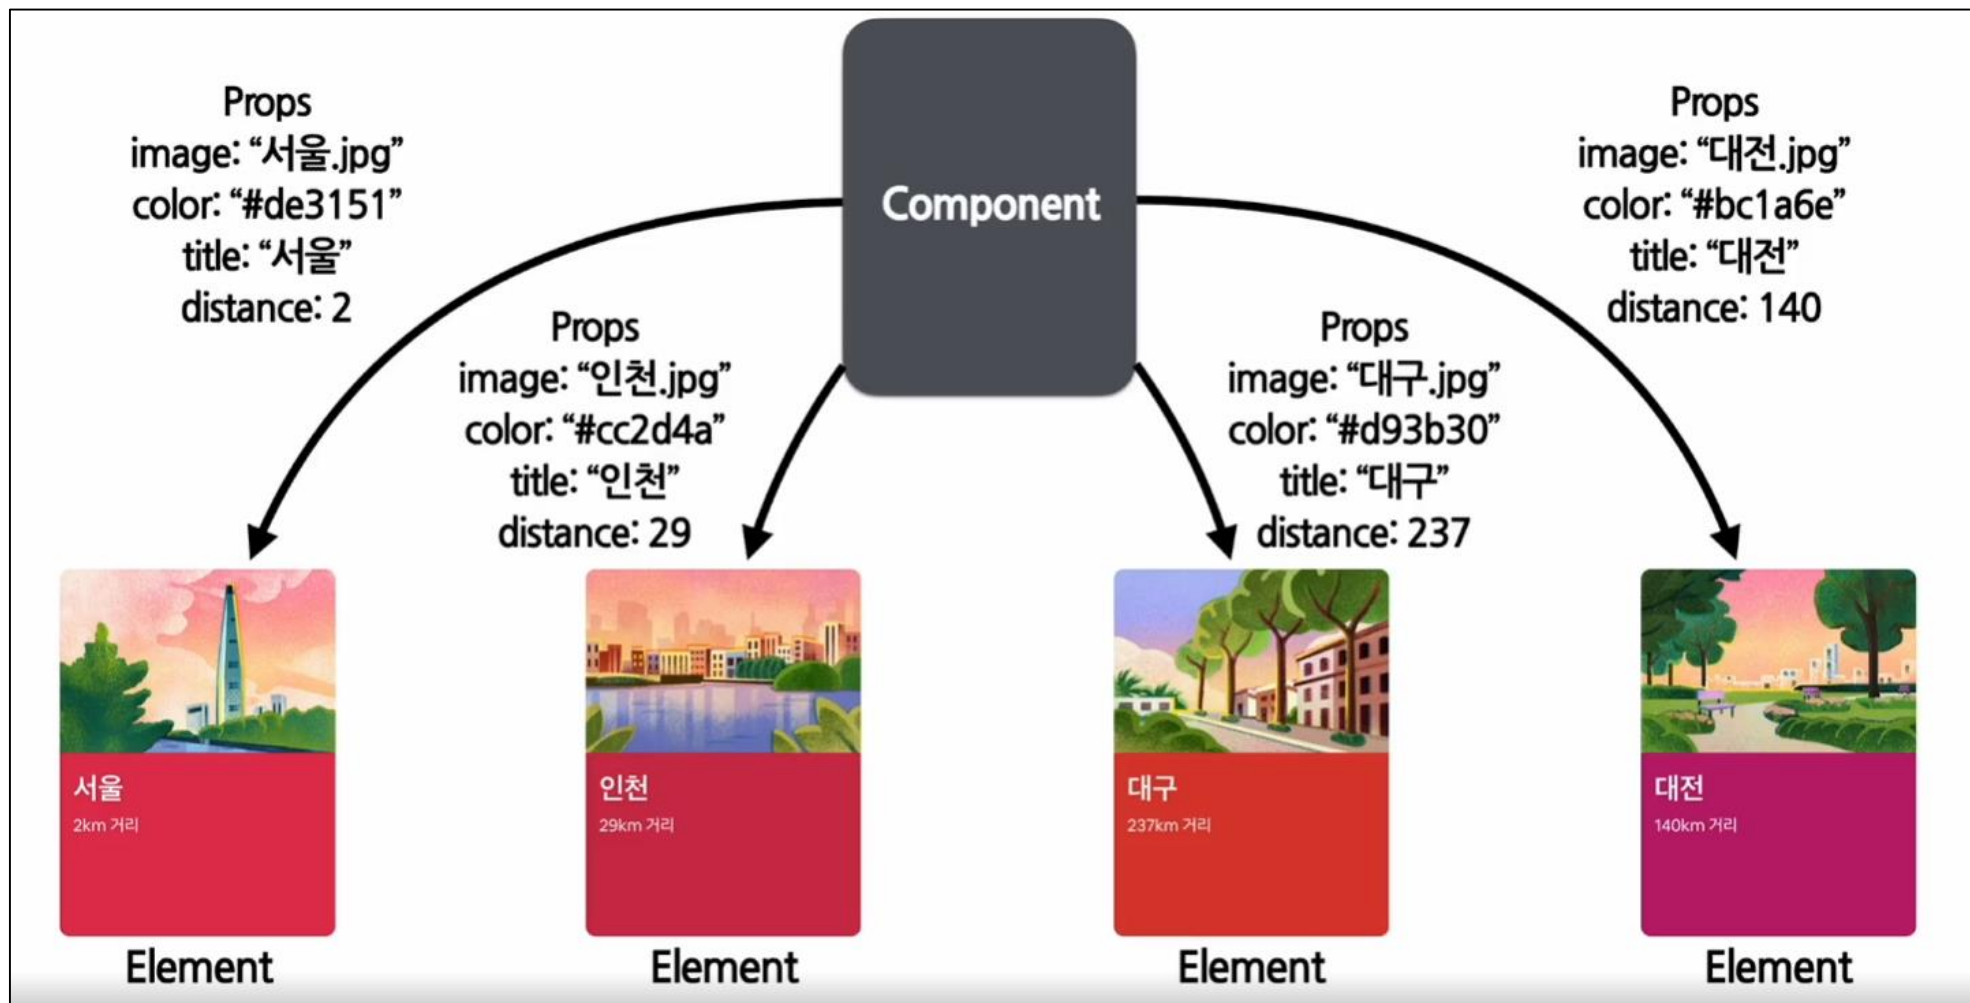 Component
Props
image: “서울.jpg”
color: “#de3151”
title: “서울”
distance: 2
Props
image: “인천.jpg”
color: “#cc2d4a”
title: “인천”
distance: 29
Props
image: “대구.jpg”
color: “#d93b30”
title: “대구”
distance: 237
Props
image: “대전.jpg”
color: “#bc1a6e”
title: “대전”
distance: 140
서울
2km 거리
Element
인천
29km 거리
Element
대구
237km 거리
Element
대전
140km 거리
Element